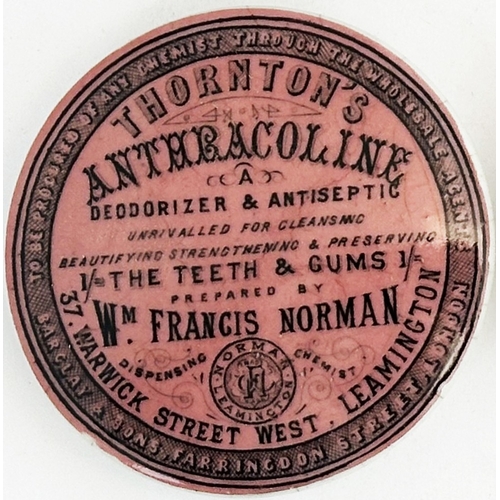 TO BE PROCURED OF ANY CHEMIST THROUGH THE WHOLESALE AGENTS
BARCLAY & SONS, FARRINGDON STREET, LONDON
THORNTON'S
ANTHRACOLINE
A
DEODORIZER & ANTISEPTIC
UNRIVALLED FOR CLEANSING
BEAUTIFYING STRENGTHENING & PRESERVING
1/= THE TEETH & GUMS 1/=
PREPARED BY
WM. FRANCIS NORMAN
DISPENSING CHEMIST
NORMAN
LEAMINGTON
37. WARWICK STREET WEST. LEAMINGTON